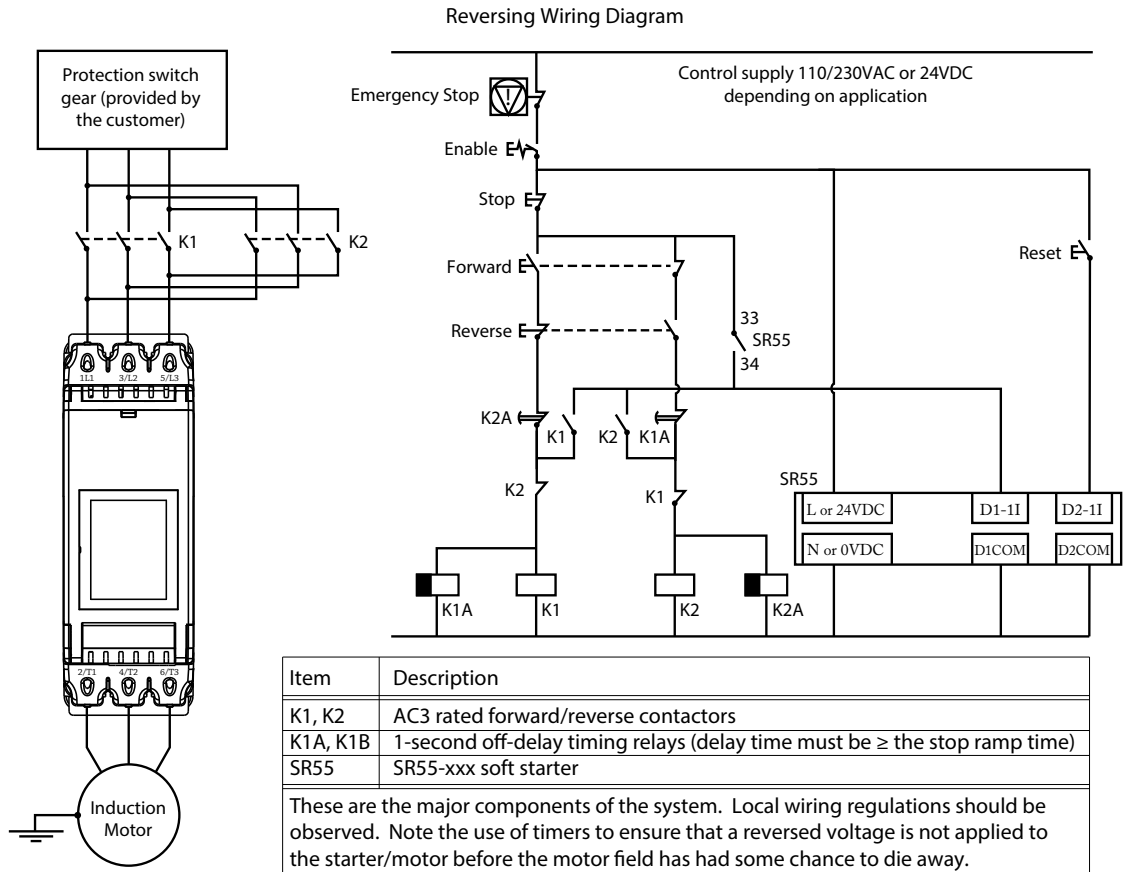 Reversing Wiring Diagram
Protection switch
gear (provided by
the customer)
Control supply 110/230VAC or 24VDC
depending on application
Emergency Stop
Enable
Stop
K1
K2
Forward
Reset
Reverse
33
SR55
34
1L1 3/L2 5/L3
K2A
K1
K2
K1A
K2
K1
SR55
L or 24VDC
D1-1I
D2-1I
N or 0VDC
D1COM
D2COM
K1A
K1
K2
K2A
2/T1 4/T2 6/T3
Induction
Motor
Item Description
K1, K2 AC3 rated forward/reverse contactors
K1A, K1B 1-second off-delay timing relays (delay time must be ≥ the stop ramp time)
SR55 SR55-xxx soft starter
These are the major components of the system. Local wiring regulations should be
observed. Note the use of timers to ensure that a reversed voltage is not applied to
the starter/motor before the motor field has had some chance to die away.